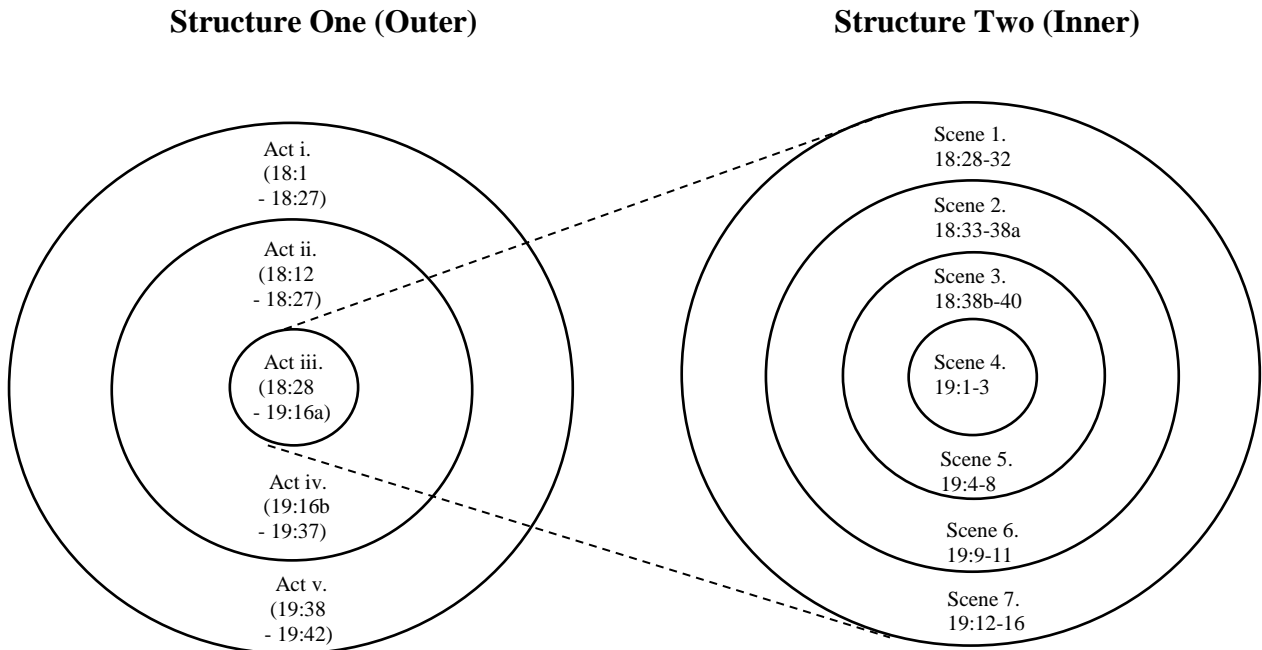 Structure One (Outer)
Structure Two (Inner)
Act i.
(18:1
- 18:27)
Act ii.
(18:12
- 18:27)
Act iii.
(18:28
- 19:16a)
Act iv.
(19:16b
- 19:37)
Act v.
(19:38
- 19:42)
Scene 1.
18:28-32
Scene 2.
18:33-38a
Scene 3.
18:38b-40
Scene 4.
19:1-3
Scene 5.
19:4-8
Scene 6.
19:9-11
Scene 7.
19:12-16